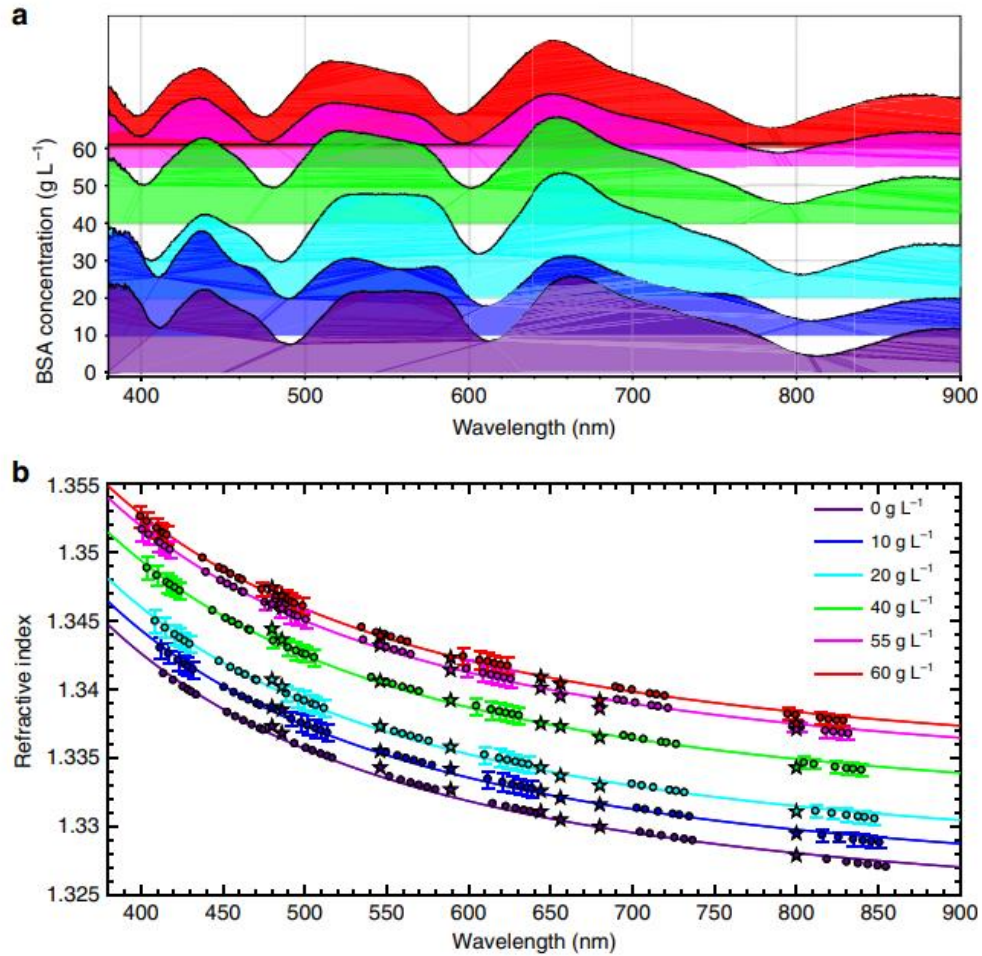 a
BSA concentration (g L⁻¹)
60
50
40
30
20
10
0
400 500 600 700 800 900
Wavelength (nm)
b
Refractive index
1.355
1.35
1.345
1.34
1.335
1.33
1.325
0 g L⁻¹
10 g L⁻¹
20 g L⁻¹
40 g L⁻¹
55 g L⁻¹
60 g L⁻¹
400 450 500 550 600 650 700 750 800 850 900
Wavelength (nm)